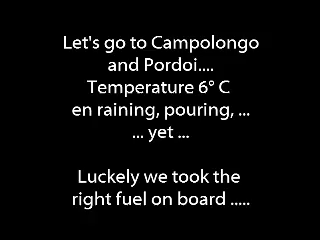 Let's go to Campolongo
and Pordoi....
Temperature 6° C
en raining, pouring, ...
... yet ...
Luckely we took the
right fuel on board .....